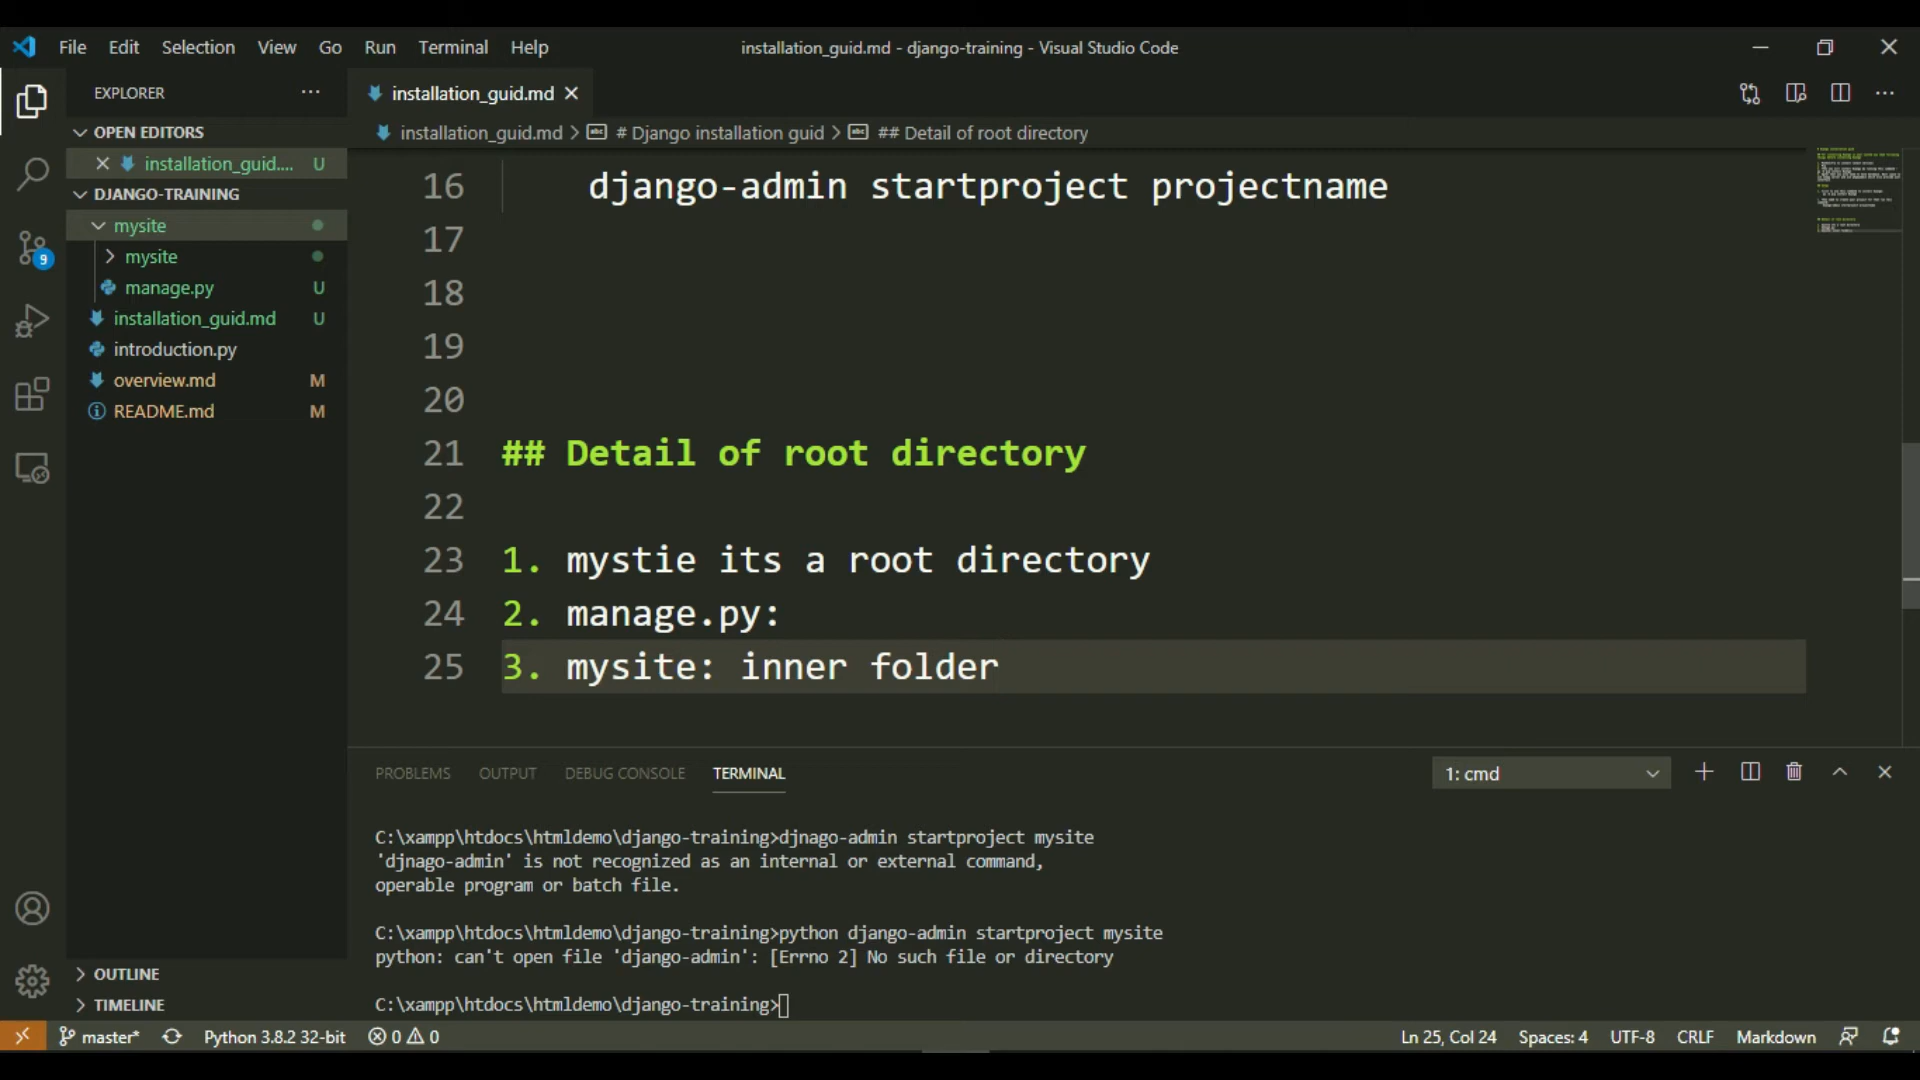 File Edit Selection View Go Run Terminal Help
installation_guid.md - django-training - Visual Studio Code
EXPLORER
OPEN EDITORS
installation_guid.... U
DJANGO-TRAINING
mysite
mysite
manage.py U
installation_guid.md U
introduction.py
overview.md M
README.md M
9
OUTLINE
TIMELINE
installation_guid.md
installation_guid.md > # Django installation guid > ## Detail of root directory
16 django-admin startproject projectname
17
18
19
20
21 ## Detail of root directory
22
23 1. mystie its a root directory
24 2. manage.py:
25 3. mysite: inner folder
PROBLEMS OUTPUT DEBUG CONSOLE TERMINAL
1: cmd
C:\xampp\htdocs\htmldemo\django-training>djnago-admin startproject mysite
'djnago-admin' is not recognized as an internal or external command,
operable program or batch file.
C:\xampp\htdocs\htmldemo\django-training>python django-admin startproject mysite
python: can't open file 'django-admin': [Errno 2] No such file or directory
C:\xampp\htdocs\htmldemo\django-training>
master* Python 3.8.2 32-bit 0 0
Ln 25, Col 24 Spaces: 4 UTF-8 CRLF Markdown